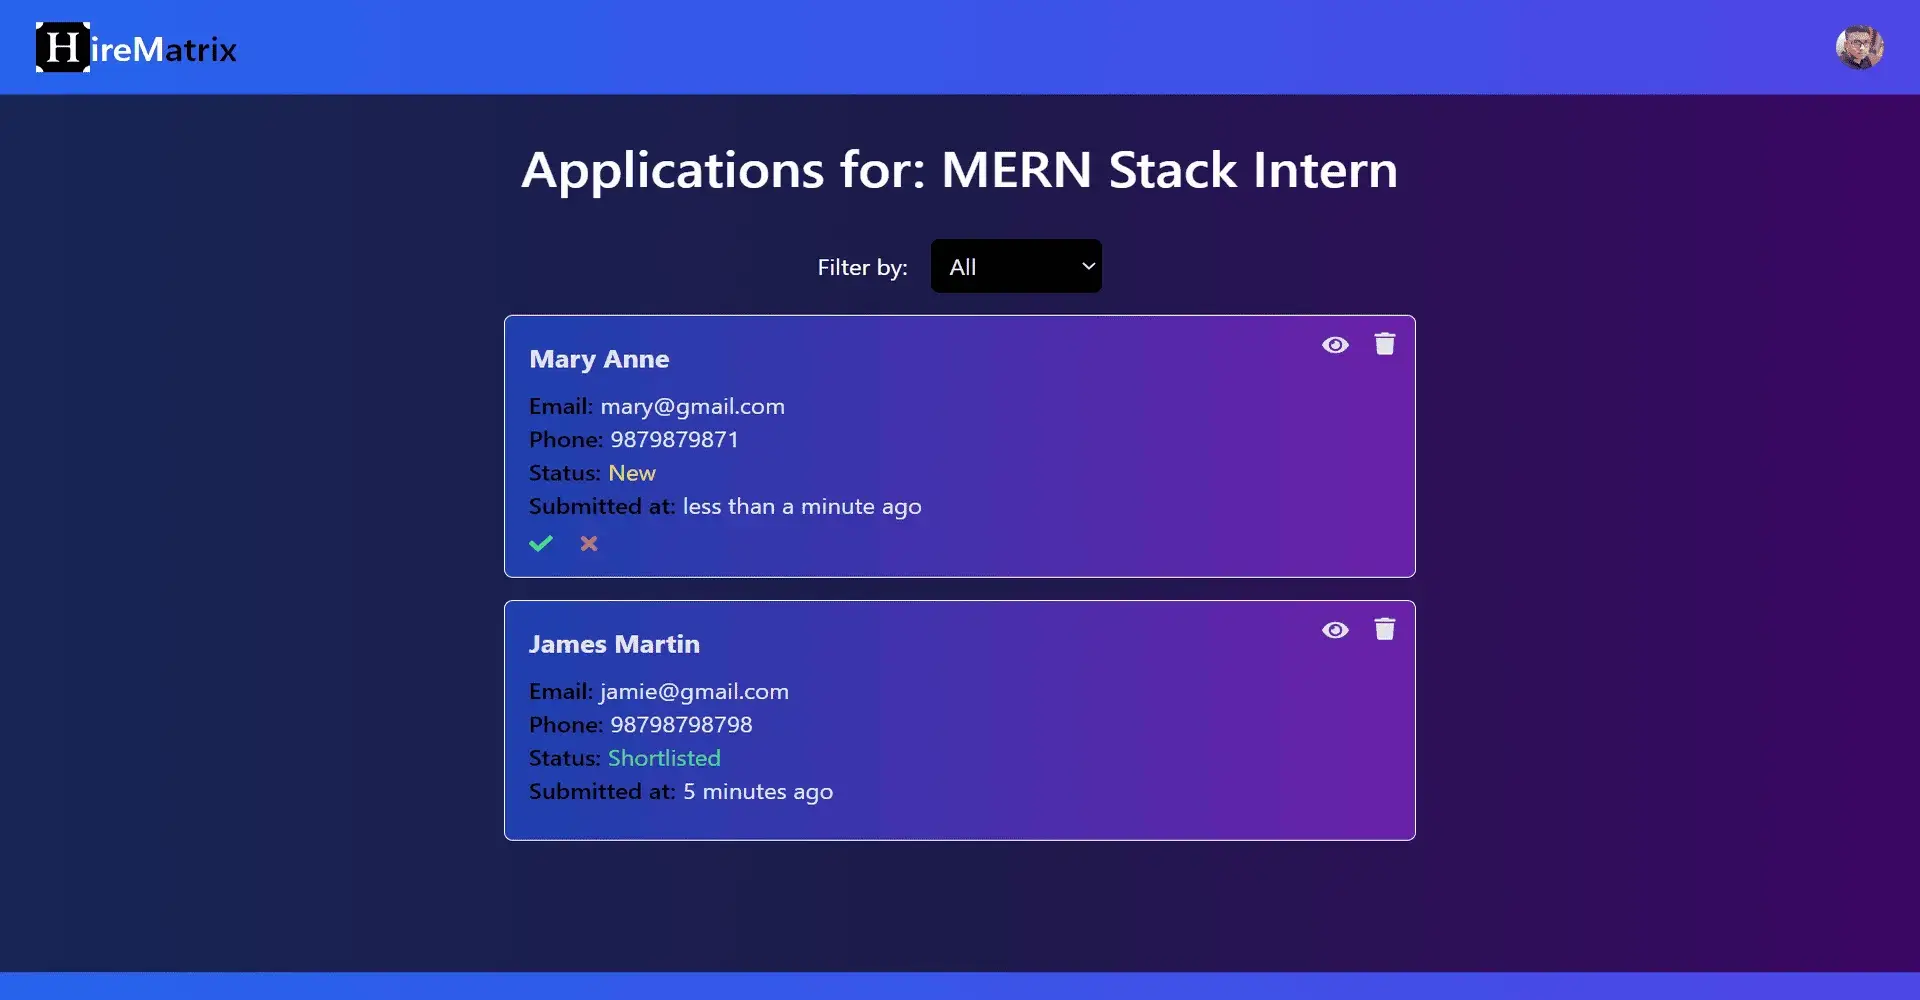 HireMatrix
Applications for: MERN Stack Intern
Filter by: All
Mary Anne
Email: mary@gmail.com
Phone: 9879879871
Status: New
Submitted at: less than a minute ago
James Martin
Email: jamie@gmail.com
Phone: 98798798798
Status: Shortlisted
Submitted at: 5 minutes ago